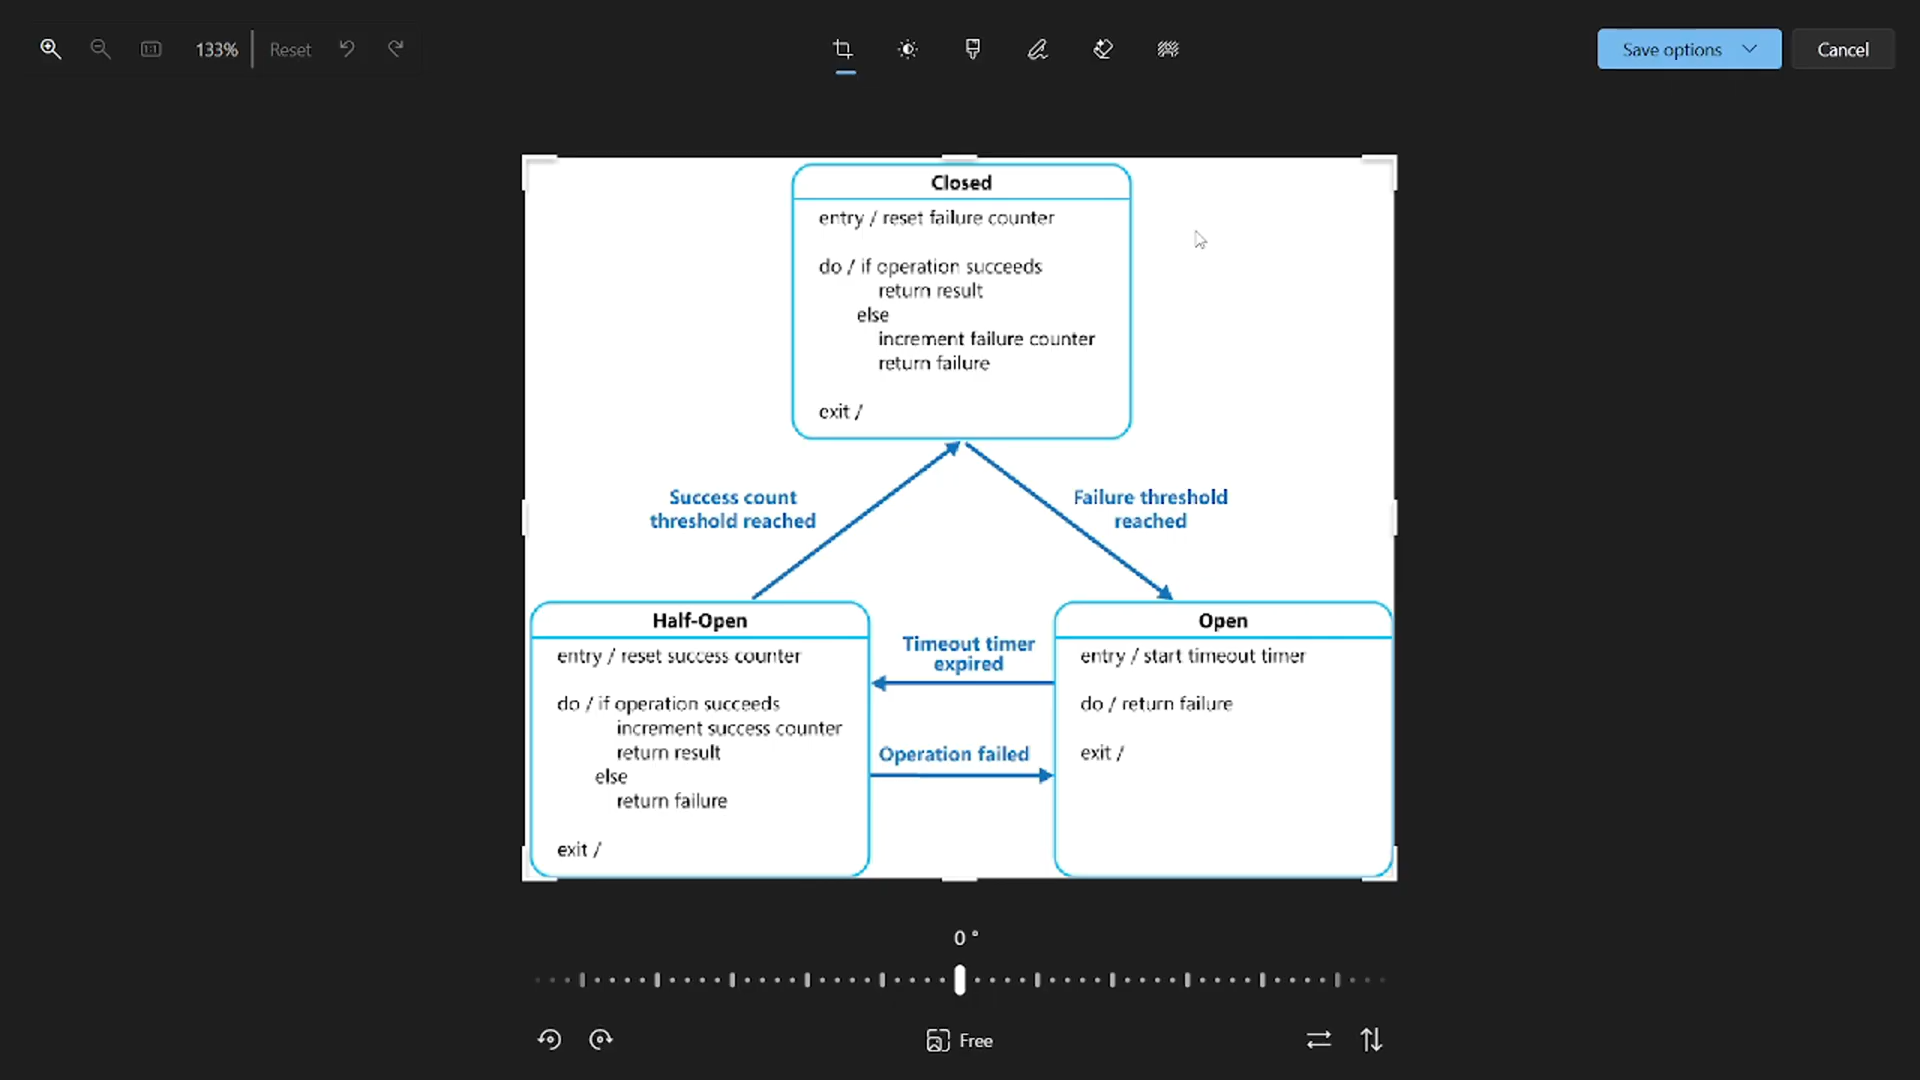 133%
Reset
Save options
Cancel
Closed
entry / reset failure counter
do / if operation succeeds
return result
else
increment failure counter
return failure
exit /
Success count
threshold reached
Failure threshold
reached
Half-Open
entry / reset success counter
do / if operation succeeds
increment success counter
return result
else
return failure
exit /
Timeout timer
expired
Operation failed
Open
entry / start timeout timer
do / return failure
exit /
0 °
Free